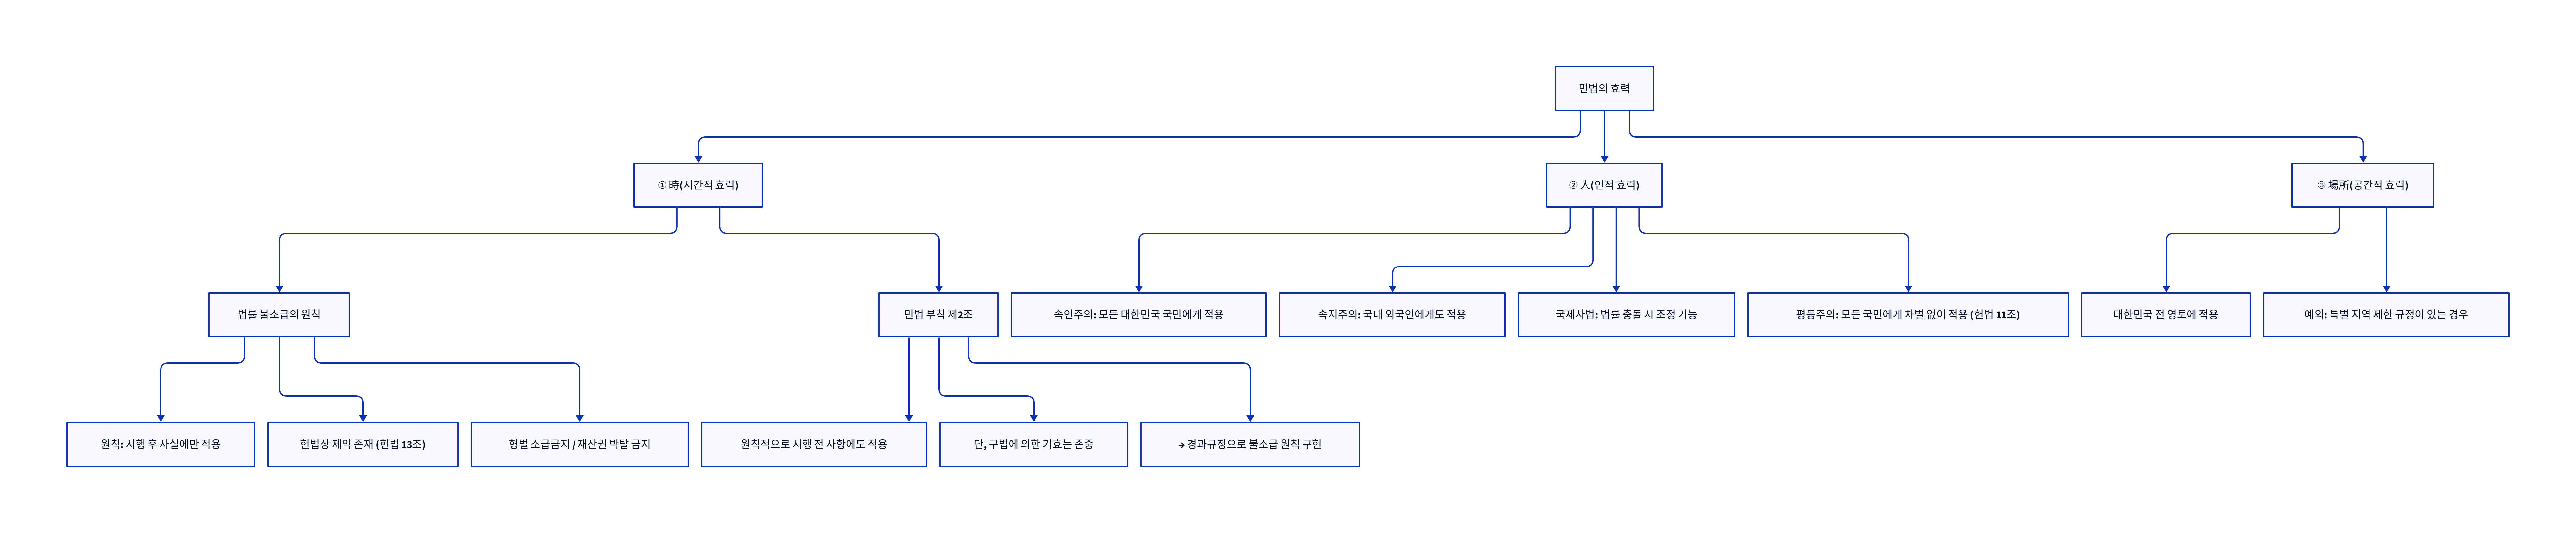 민법의 효력
① 時(시간적 효력)
② 人(인적 효력)
③ 場所(공간적 효력)
법률 불소급의 원칙
민법 부칙 제2조
속인주의: 모든 대한민국 국민에게 적용
속지주의: 국내 외국인에게도 적용
국제사법: 법률 충돌 시 조정 기능
평등주의: 모든 국민에게 차별 없이 적용 (헌법 11조)
대한민국 전 영토에 적용
예외: 특별 지역 제한 규정이 있는 경우
원칙: 시행 후 사실에만 적용
헌법상 제약 존재 (헌법 13조)
형벌 소급금지 / 재산권 박탈 금지
원칙적으로 시행 전 사항에도 적용
단, 구법에 의한 기효는 존중
→ 경과규정으로 불소급 원칙 구현